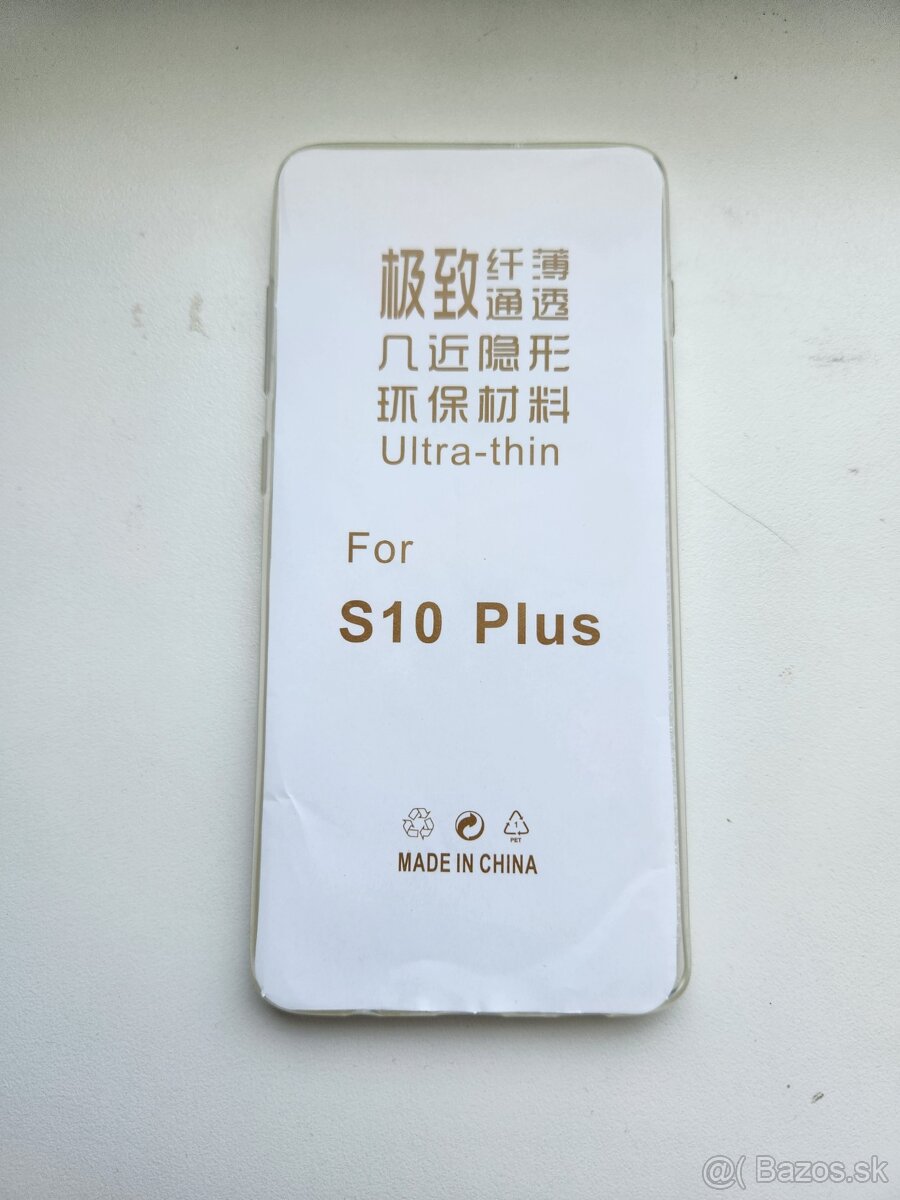 极致纤薄
通透
几近隐形
环保材料
Ultra-thin
For
S10 Plus
1
PET
MADE IN CHINA
@( Bazos.sk